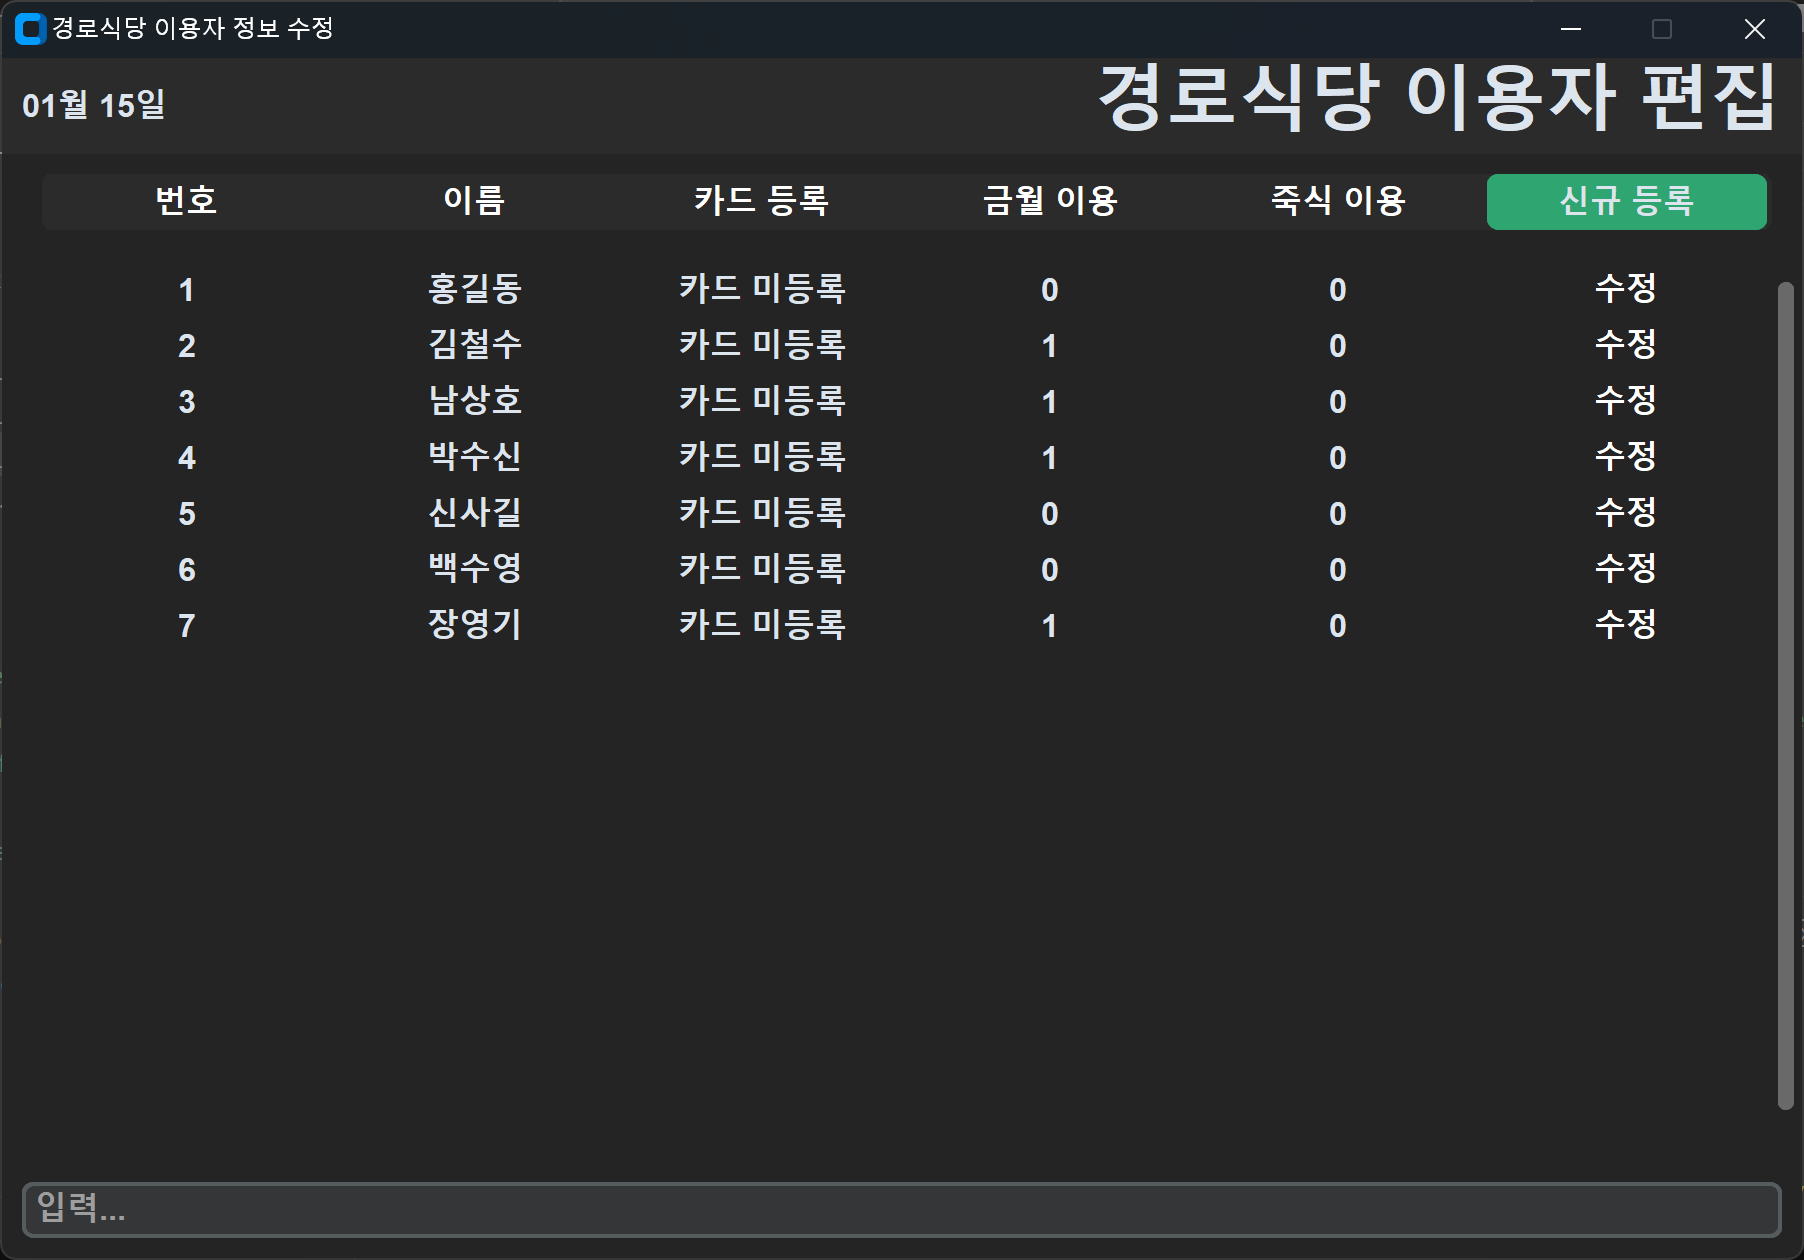 경로식당 이용자 정보 수정
01월 15일
경로식당 이용자 편집
번호 이름 카드 등록 금월 이용 죽식 이용 신규 등록
1 홍길동 카드 미등록 0 0 수정
2 김철수 카드 미등록 1 0 수정
3 남상호 카드 미등록 1 0 수정
4 박수신 카드 미등록 1 0 수정
5 신사길 카드 미등록 0 0 수정
6 백수영 카드 미등록 0 0 수정
7 장영기 카드 미등록 1 0 수정
입력...